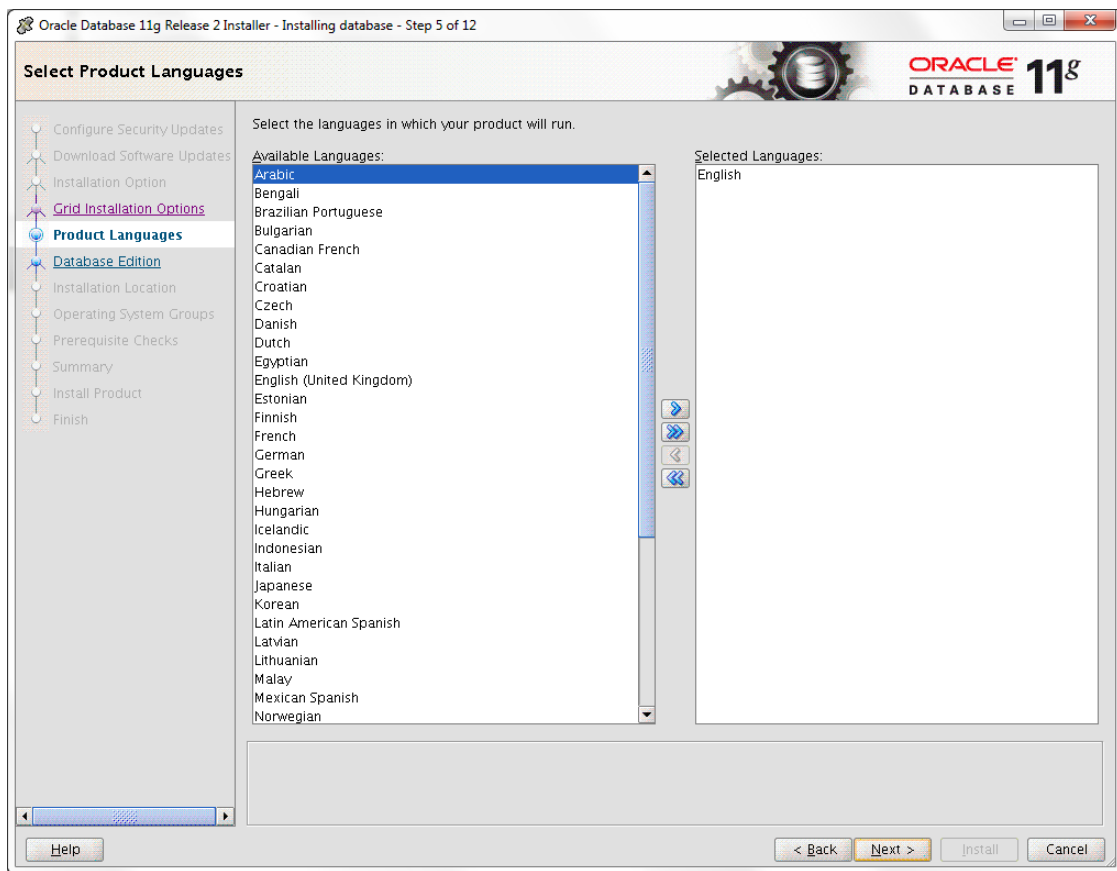 Oracle Database 11g Release 2 Installer - Installing database - Step 5 of 12
Select Product Languages
ORACLE
DATABASE 11g
Configure Security Updates
Download Software Updates
Installation Option
Grid Installation Options
Product Languages
Database Edition
Installation Location
Operating System Groups
Prerequisite Checks
Summary
Install Product
Finish
Select the languages in which your product will run.
Available Languages:
Arabic
Bengali
Brazilian Portuguese
Bulgarian
Canadian French
Catalan
Croatian
Czech
Danish
Dutch
Egyptian
English (United Kingdom)
Estonian
Finnish
French
German
Greek
Hebrew
Hungarian
Icelandic
Indonesian
Italian
Japanese
Korean
Latin American Spanish
Latvian
Lithuanian
Malay
Mexican Spanish
Norwegian
Selected Languages:
English
Help
< Back
Next >
Install
Cancel